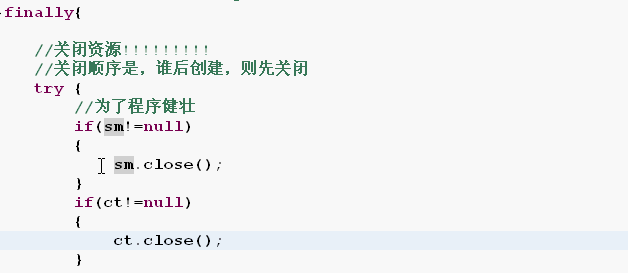 finally{
//关闭资源!!!!!!!!!
//关闭顺序是，谁后创建，则先关闭
try {
//为了程序健壮
if(sm!=null)
{
sm.close();
}
if(ct!=null)
{
ct.close();
}